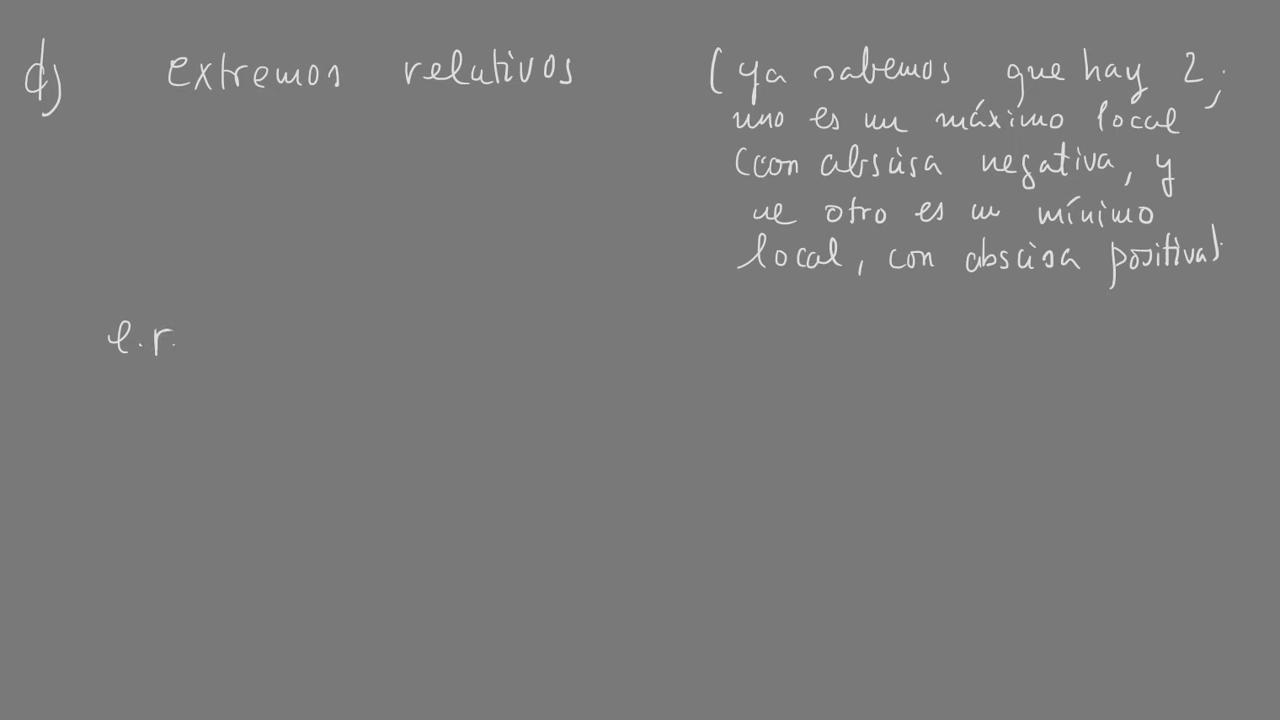 d) extremos relativos (ya sabemos que hay 2;
uno es un máximo local
(con abscisa negativa, y
ue otro es un mínimo
local, con abscisa positiva).
e.r.